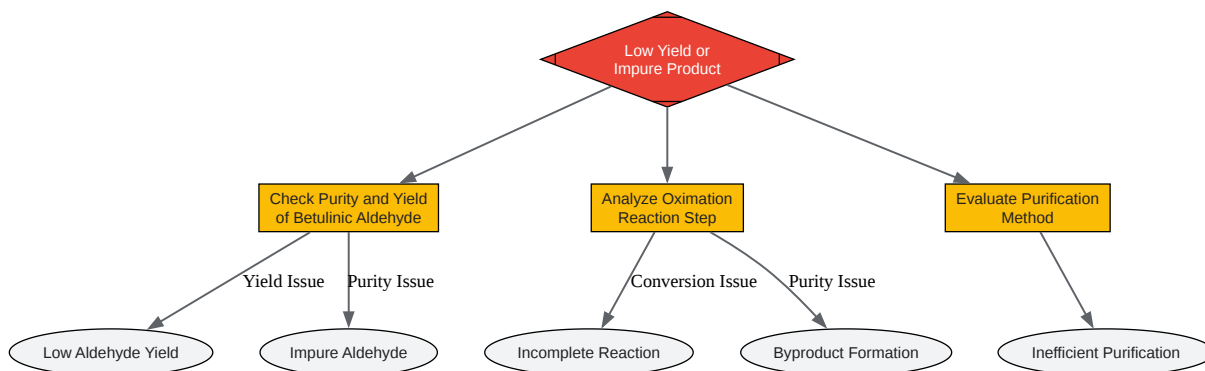 Low Yield or
Impure Product
Check Purity and Yield
of Betulinic Aldehyde
Analyze Oximation
Reaction Step
Evaluate Purification
Method
Yield Issue
Purity Issue
Conversion Issue
Purity Issue
Low Aldehyde Yield
Impure Aldehyde
Incomplete Reaction
Byproduct Formation
Inefficient Purification